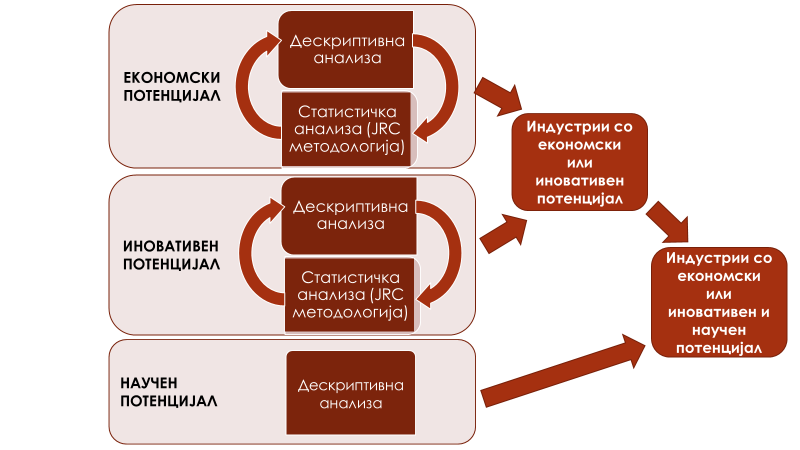 ЕКОНОМСКИ
ПОТЕНЦИЈАЛ
Дескриптивна
анализа
Статистичка
анализа (JRC
методологија)
ИНОВАТИВЕН
ПОТЕНЦИЈАЛ
Дескриптивна
анализа
Статистичка
анализа (JRC
методологија)
НАУЧЕН
ПОТЕНЦИЈАЛ
Дескриптивна
анализа
Индустрии со
економски
или
иновативен
потенцијал
Индустрии со
економски
или
иновативен и
научен
потенцијал